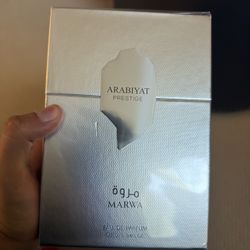 ARABIYAT
PRESTIGE
مروة
MARWA
EAU DE PARFUM